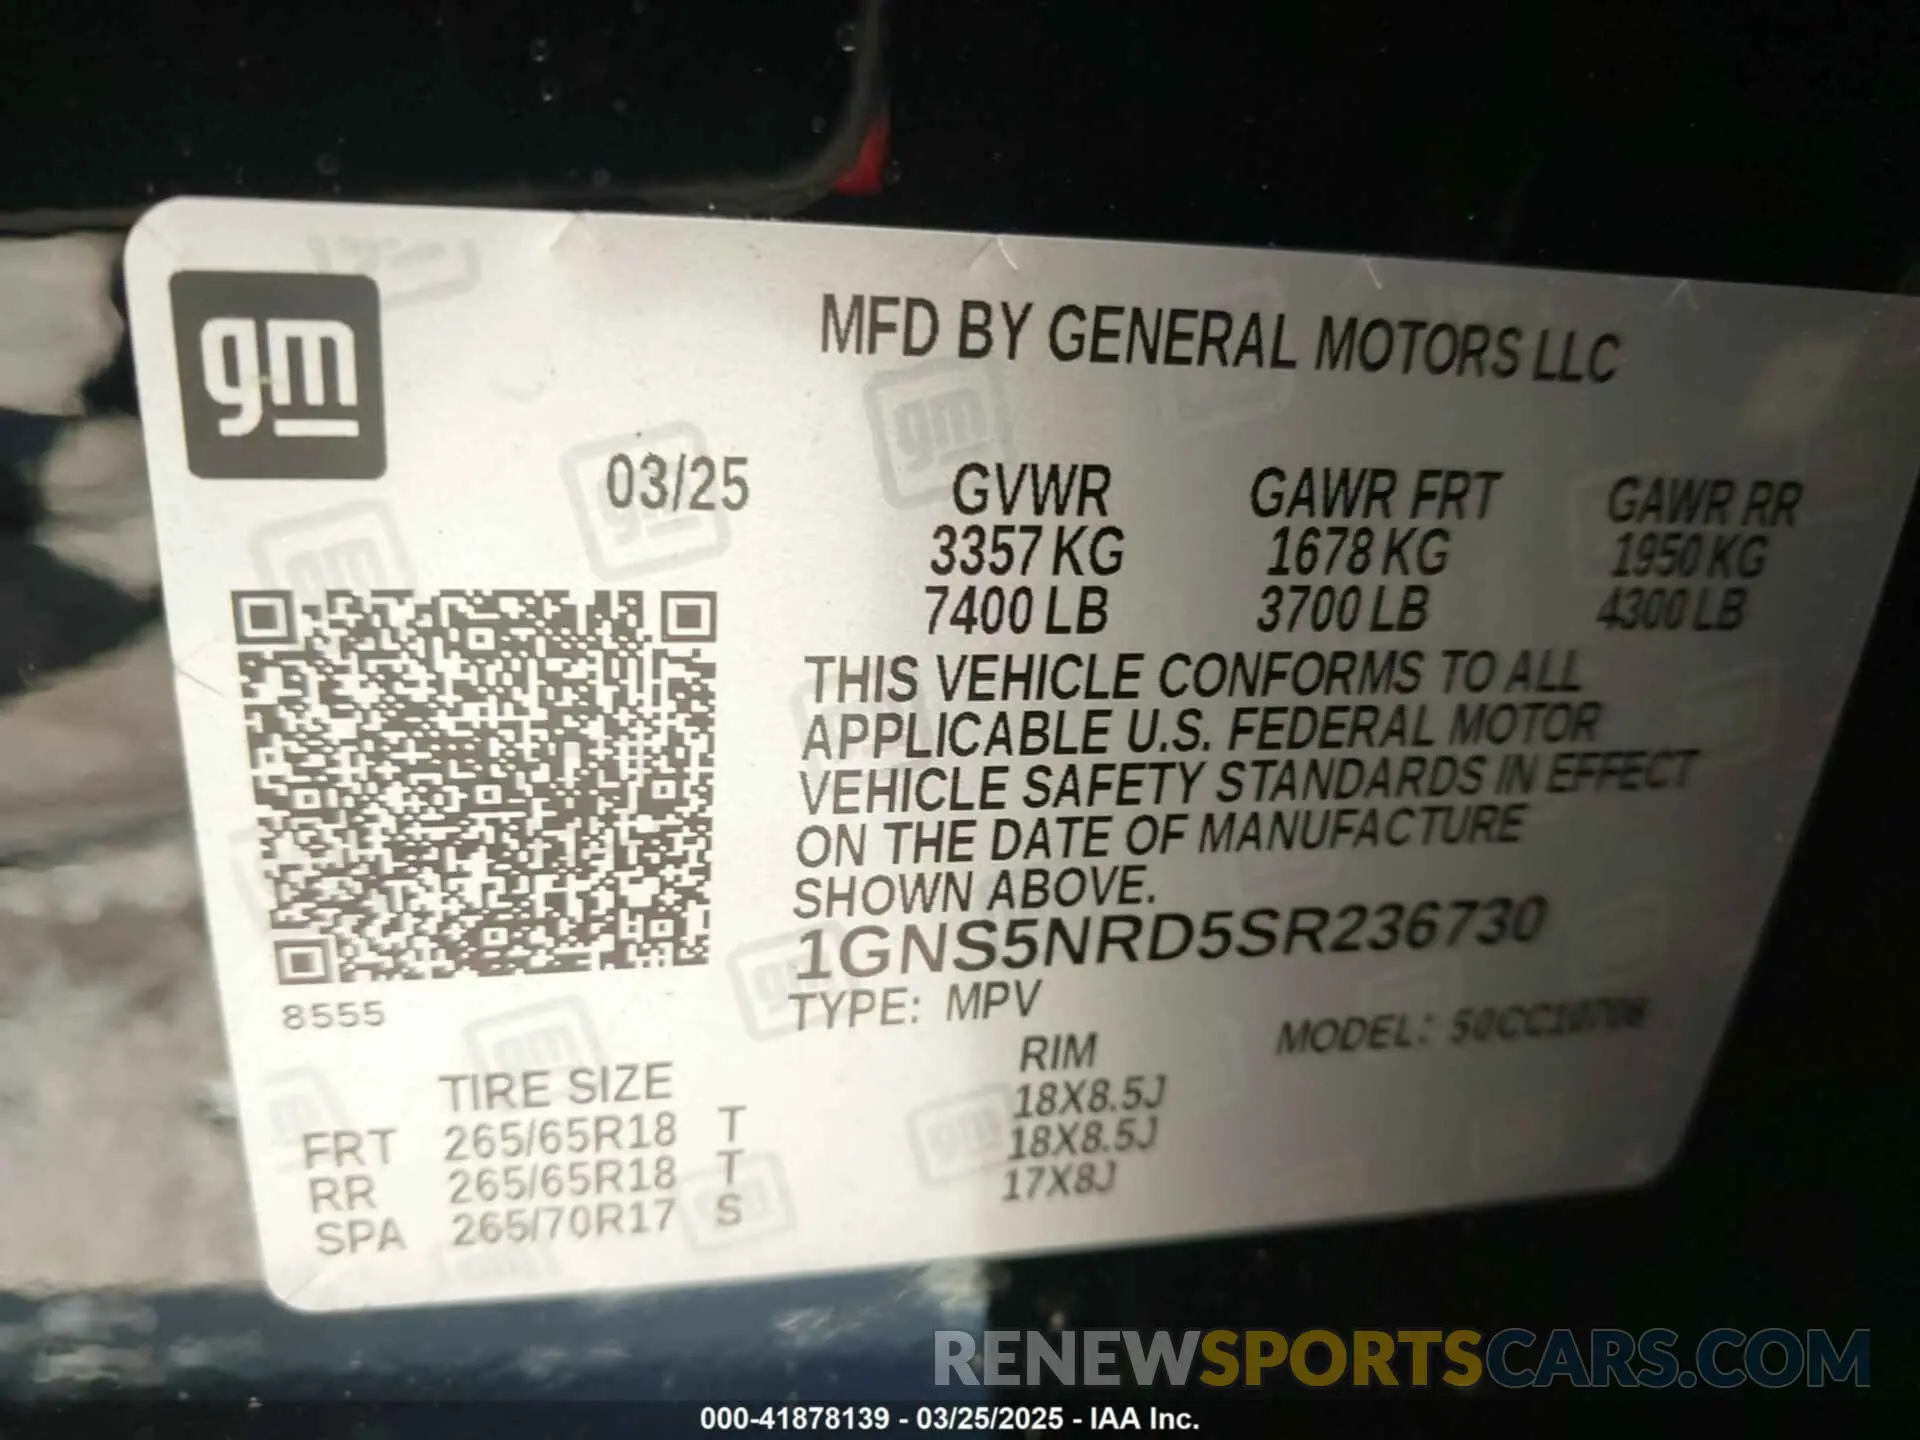 gm
MFD BY GENERAL MOTORS LLC
03/25
GVWR GAWR FRT GAWR RR
3357 KG 1678 KG 1950 KG
7400 LB 3700 LB 4300 LB
THIS VEHICLE CONFORMS TO ALL
APPLICABLE U.S. FEDERAL MOTOR
VEHICLE SAFETY STANDARDS IN EFFECT
ON THE DATE OF MANUFACTURE
SHOWN ABOVE.
1GNS5NRD5SR236730
8555
TYPE: MPV MODEL:
TIRE SIZE RIM
FRT 265/65R18 T 18X8.5J
RR 265/65R18 T 18X8.5J
SPA 265/70R17 S 17X8J
RENEWSPORTSCARS.COM
000-41878139 - 03/25/2025 - IAA Inc.